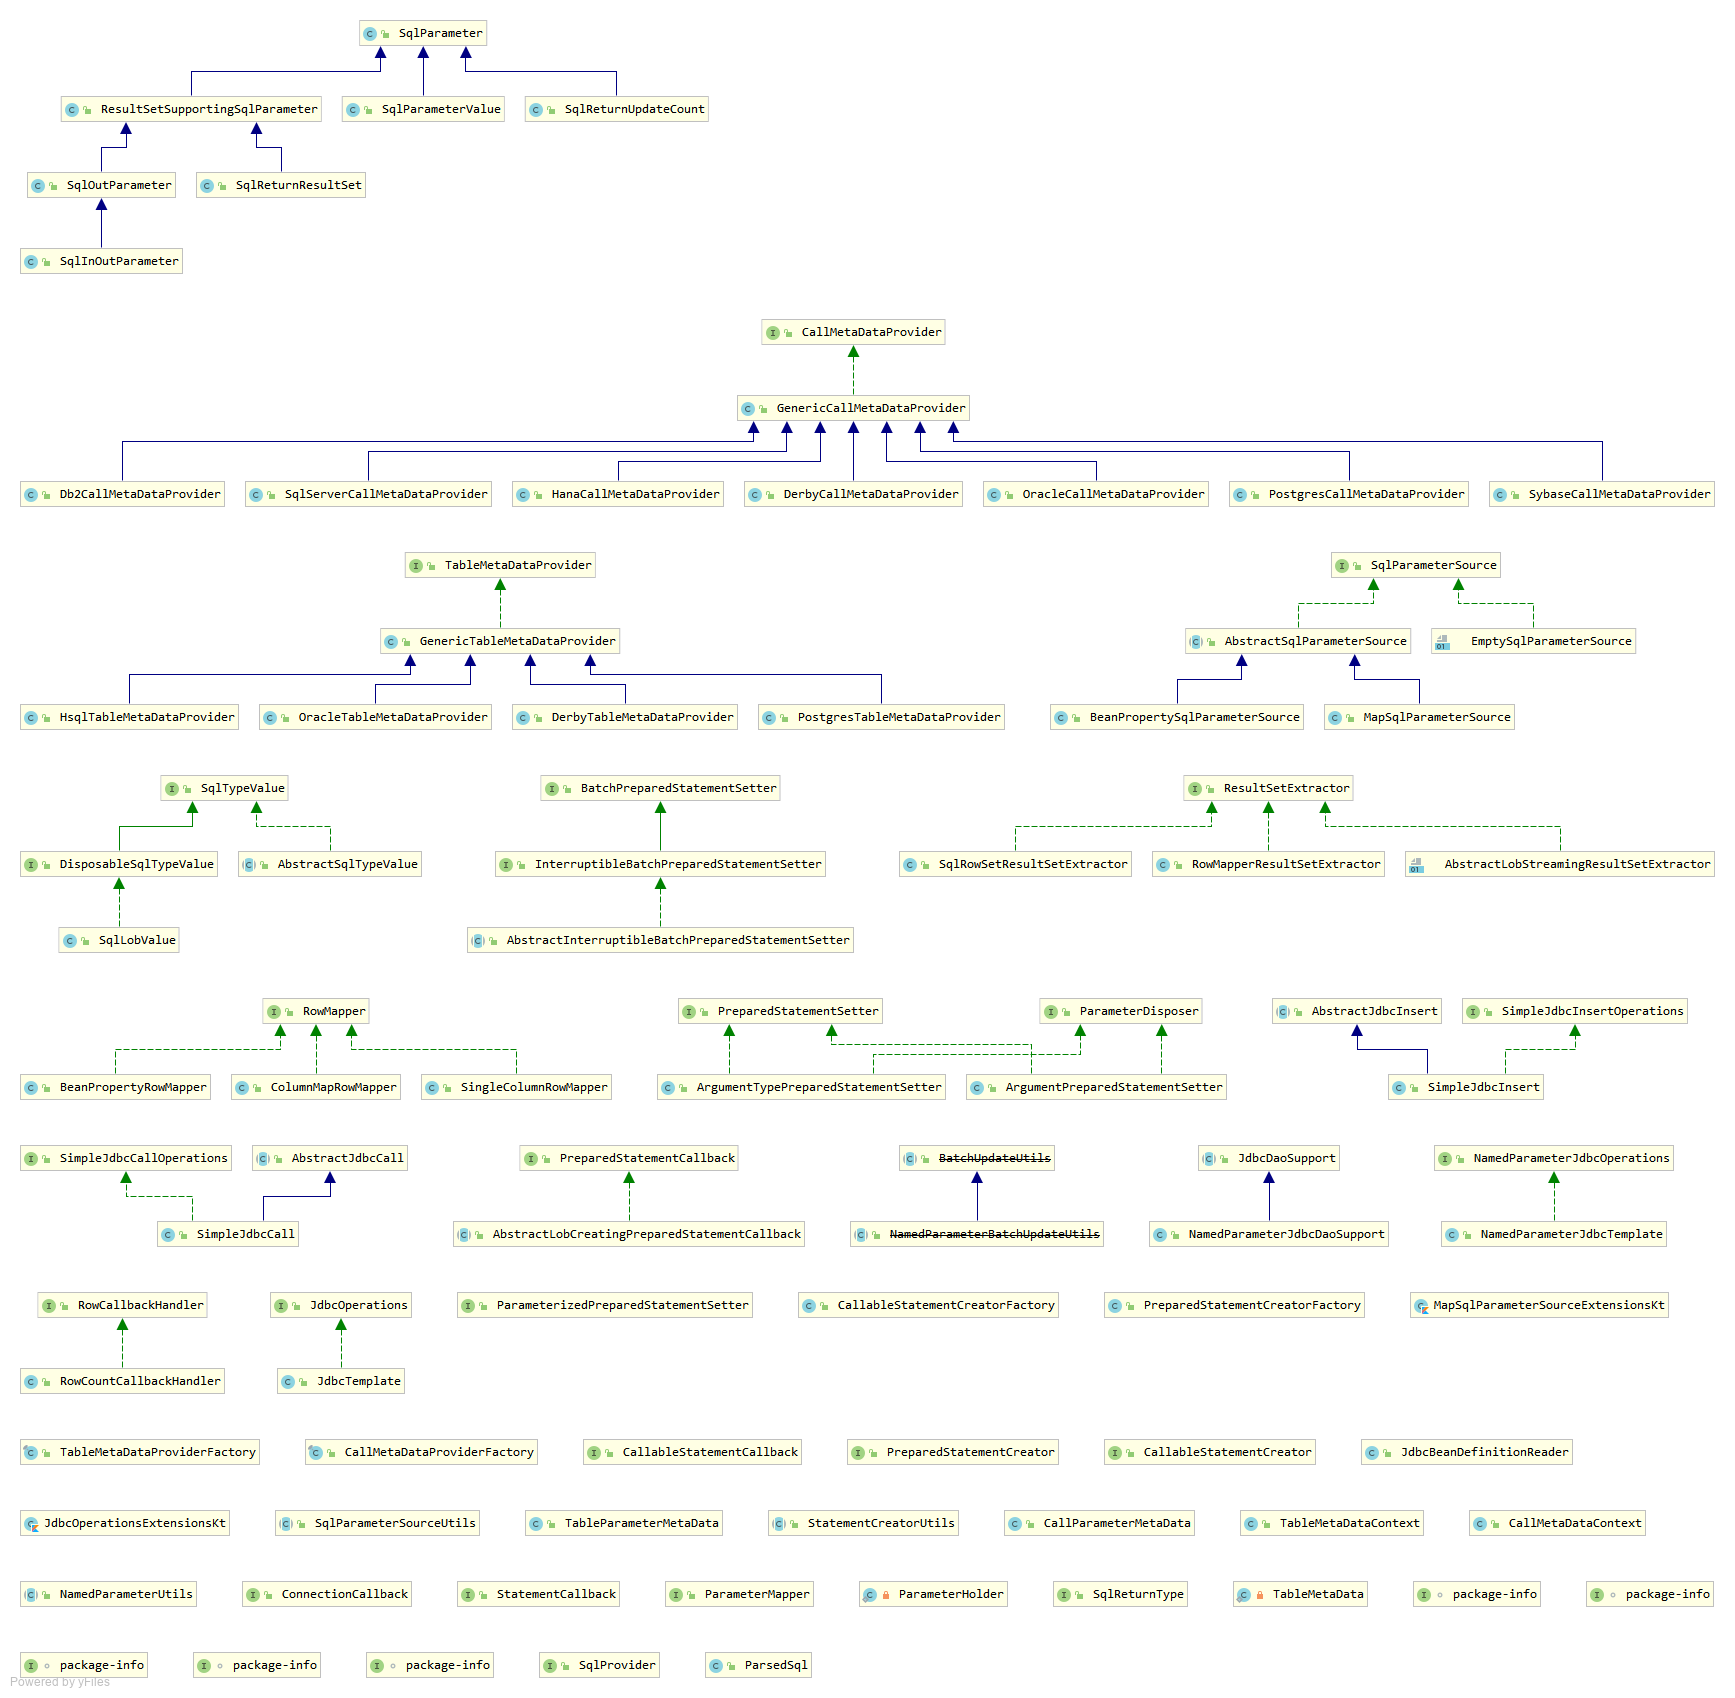 SqlParameter
ResultSetSupportingSqlParameter
SqlParameterValue
SqlReturnUpdateCount
SqlOutParameter
SqlReturnResultSet
SqlInOutParameter
CallMetaDataProvider
GenericCallMetaDataProvider
Db2CallMetaDataProvider
SqlServerCallMetaDataProvider
HanaCallMetaDataProvider
DerbyCallMetaDataProvider
OracleCallMetaDataProvider
PostgresCallMetaDataProvider
SybaseCallMetaDataProvider
TableMetaDataProvider
SqlParameterSource
GenericTableMetaDataProvider
AbstractSqlParameterSource
EmptySqlParameterSource
HsqlTableMetaDataProvider
OracleTableMetaDataProvider
DerbyTableMetaDataProvider
PostgresTableMetaDataProvider
BeanPropertySqlParameterSource
MapSqlParameterSource
SqlTypeValue
BatchPreparedStatementSetter
ResultSetExtractor
DisposableSqlTypeValue
AbstractSqlTypeValue
InterruptibleBatchPreparedStatementSetter
SqlRowSetResultSetExtractor
RowMapperResultSetExtractor
AbstractLobStreamingResultSetExtractor
SqlLobValue
AbstractInterruptibleBatchPreparedStatementSetter
RowMapper
PreparedStatementSetter
ParameterDisposer
AbstractJdbcInsert
SimpleJdbcInsertOperations
BeanPropertyRowMapper
ColumnMapRowMapper
SingleColumnRowMapper
ArgumentTypePreparedStatementSetter
ArgumentPreparedStatementSetter
SimpleJdbcInsert
SimpleJdbcCallOperations
AbstractJdbcCall
PreparedStatementCallback
BatchUpdateUtils
JdbcDaoSupport
NamedParameterJdbcOperations
SimpleJdbcCall
AbstractLobCreatingPreparedStatementCallback
NamedParameterBatchUpdateUtils
NamedParameterJdbcDaoSupport
NamedParameterJdbcTemplate
RowCallbackHandler
JdbcOperations
ParameterizedPreparedStatementSetter
CallableStatementCreatorFactory
PreparedStatementCreatorFactory
MapSqlParameterSourceExtensionsKt
RowCountCallbackHandler
JdbcTemplate
TableMetaDataProviderFactory
CallMetaDataProviderFactory
CallableStatementCallback
PreparedStatementCreator
CallableStatementCreator
JdbcBeanDefinitionReader
JdbcOperationsExtensionsKt
SqlParameterSourceUtils
TableParameterMetaData
StatementCreatorUtils
CallParameterMetaData
TableMetaDataContext
CallMetaDataContext
NamedParameterUtils
ConnectionCallback
StatementCallback
ParameterMapper
ParameterHolder
SqlReturnType
TableMetaData
package-info
package-info
package-info
package-info
package-info
SqlProvider
ParsedSql
Powered by yFiles